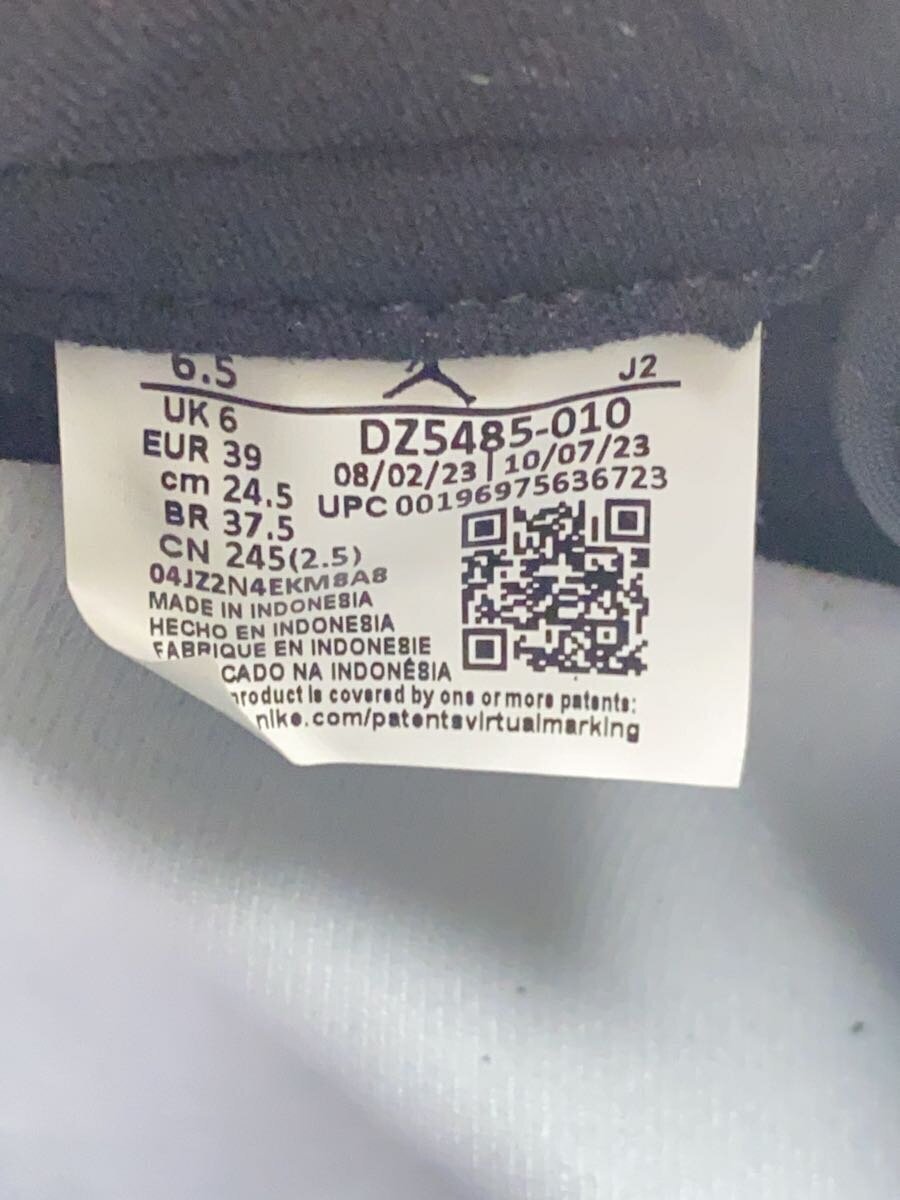 6.5 J2
UK 6
EUR 39
cm 24.5
BR 37.5
CN 245(2.5)
04JZ2N4EKM8A8
DZ5485-010
08/02/23 | 10/07/23
UPC 00196975636723
MADE IN INDONESIA
HECHO EN INDONESIA
FABRIQUE EN INDONESIE
CADO NA INDONÉSIA
product is covered by one or more patents:
nike.com/patentsvirtualmarking